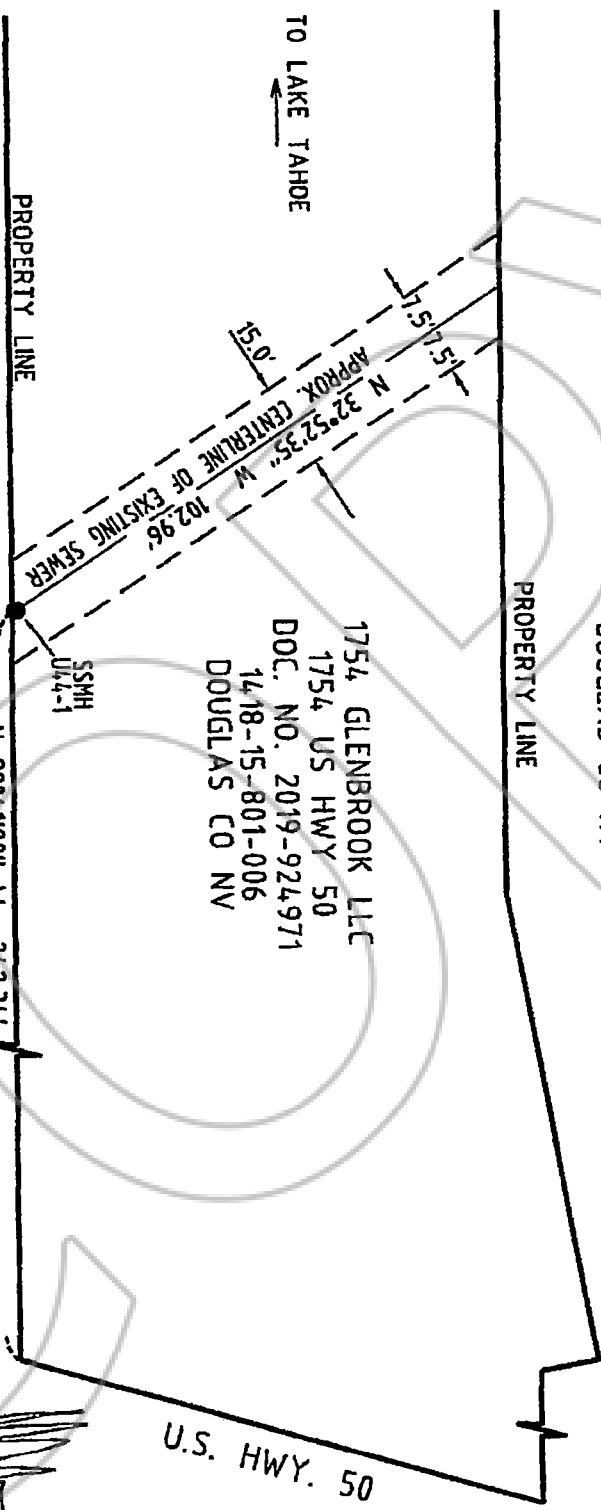 TO LAKE TAHOE
PROPERTY LINE
7.5' 7.5'
15.0'
APPROX. CENTERLINE OF EXISTING SEWER
N 32°52'35" W 102.96'
SSMH
U44-1
PROPERTY LINE
1754 GLENBROOK LLC
1754 US HWY 50
DOC. NO. 2019-924971
1418-15-801-006
DOUGLAS CO NV
U.S. HWY. 50